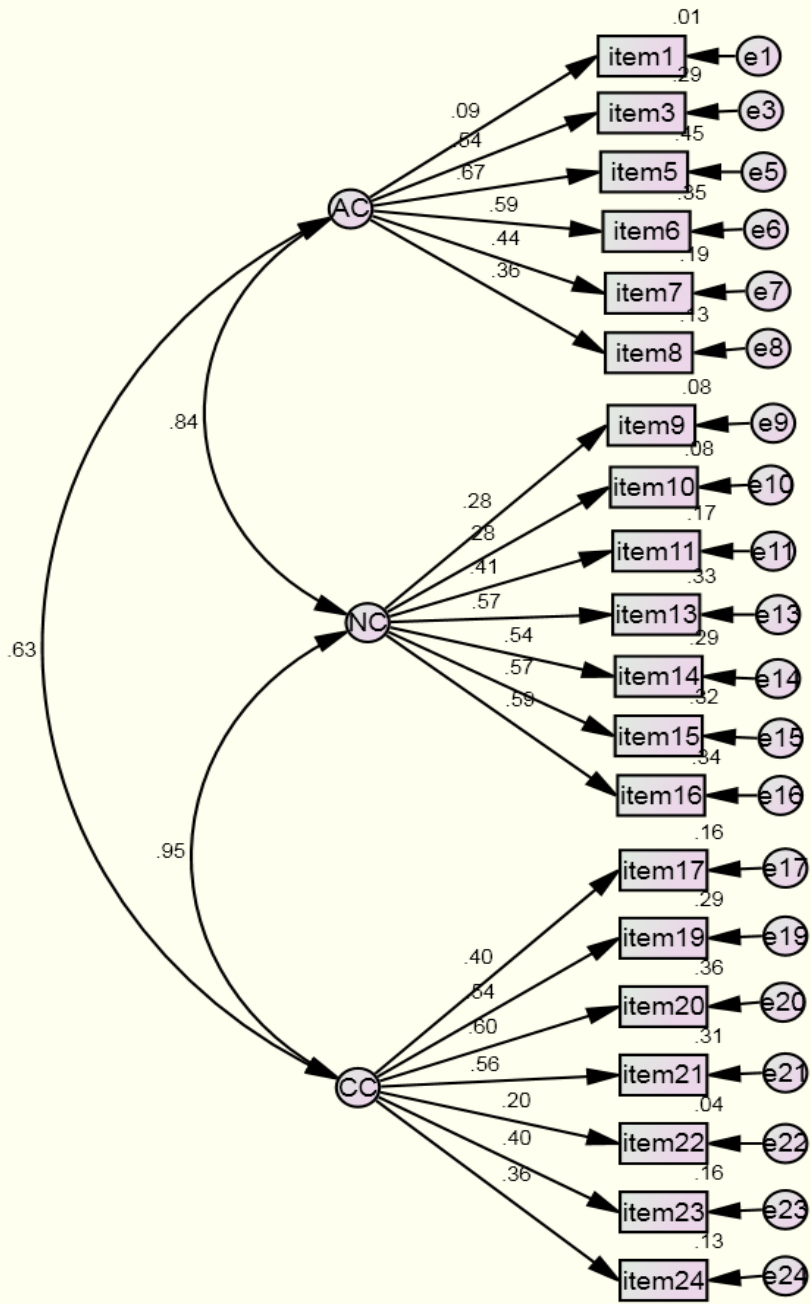 .01
item1 e1
.29
.09 item3 e3
.54 .45
.67 item5 e5
.35
AC .59 item6 e6
.44 .19
.36 item7 e7
.13
item8 e8
.08
.84 item9 e9
.08
.28 item10 e10
.28 .17
.41 item11 e11
.33
.57 item13 e13
NC .54 .29
.63 .57 item14 e14
.59 .32
item15 e15
.34
item16 e16
.16
.95 item17 e17
.29
.40 item19 e19
.54 .36
.60 item20 e20
.31
.56 item21 e21
CC .20 .04
.40 item22 e22
.36 .16
item23 e23
.13
item24 e24